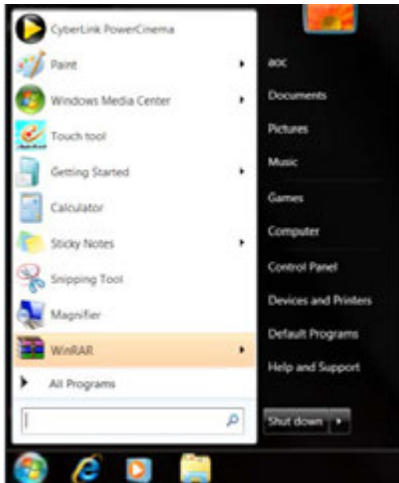 CyberLink PowerCinema
Paint
Windows Media Center
Touch tool
Getting Started
Calculator
Sticky Notes
Snipping Tool
Magnifier
WinRAR
All Programs
aoc
Documents
Pictures
Music
Games
Computer
Control Panel
Devices and Printers
Default Programs
Help and Support
Shut down